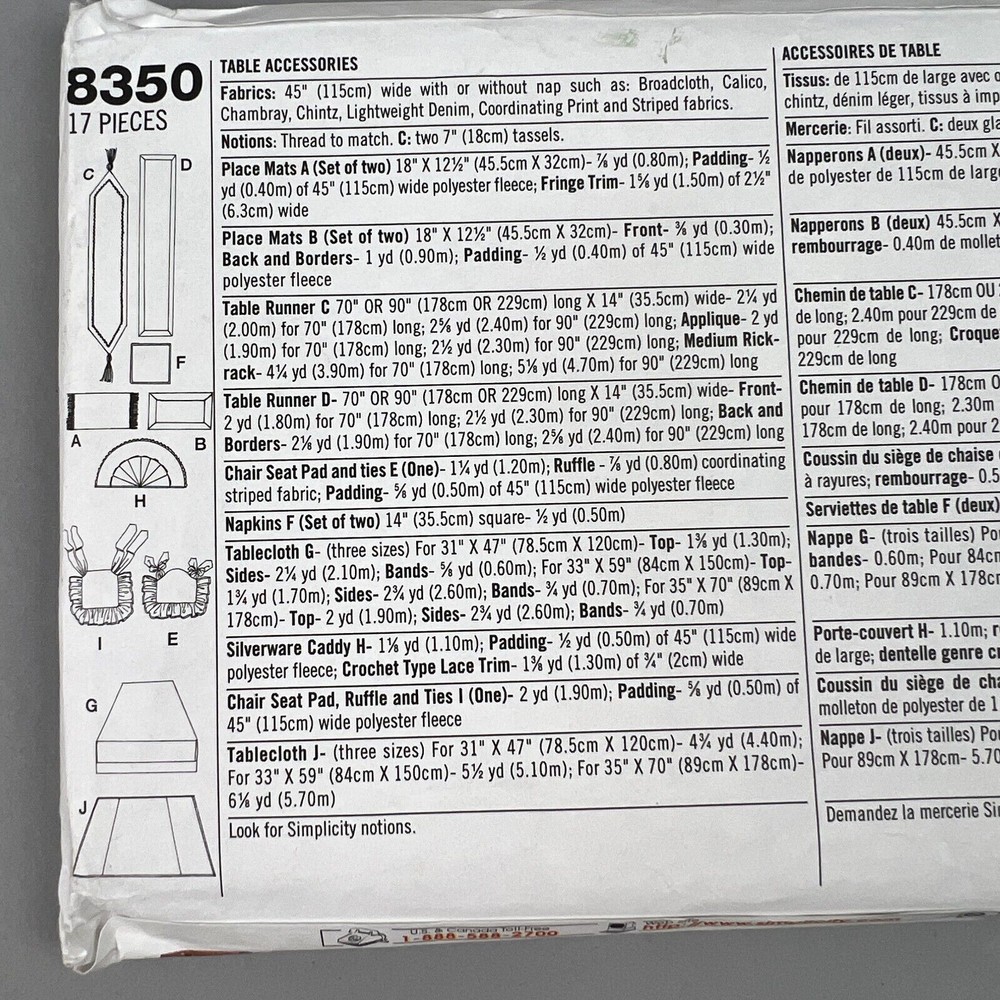 8350
17 PIECES
C
D
F
A
B
H
I
E
G
J
TABLE ACCESSORIES
Fabrics: 45" (115cm) wide with or without nap such as: Broadcloth, Calico,
Chambray, Chintz, Lightweight Denim, Coordinating Print and Striped fabrics.
Notions: Thread to match. C: two 7" (18cm) tassels.
Place Mats A (Set of two) 18" X 12½" (45.5cm X 32cm)- ⅞ yd (0.80m); Padding- ½
yd (0.40m) of 45" (115cm) wide polyester fleece; Fringe Trim- 1⅝ yd (1.50m) of 2½"
(6.3cm) wide
Place Mats B (Set of two) 18" X 12½" (45.5cm X 32cm)- Front- ⅜ yd (0.30m);
Back and Borders- 1 yd (0.90m); Padding- ½ yd (0.40m) of 45" (115cm) wide
polyester fleece
Table Runner C 70" OR 90" (178cm OR 229cm) long X 14" (35.5cm) wide- 2¼ yd
(2.00m) for 70" (178cm) long; 2⅝ yd (2.40m) for 90" (229cm) long; Applique- 2 yd
(1.90m) for 70" (178cm) long; 2½ yd (2.30m) for 90" (229cm) long; Medium Rick-
rack- 4¼ yd (3.90m) for 70" (178cm) long; 5⅛ yd (4.70m) for 90" (229cm) long
Table Runner D- 70" OR 90" (178cm OR 229cm) long X 14" (35.5cm) wide- Front-
2 yd (1.80m) for 70" (178cm) long; 2½ yd (2.30m) for 90" (229cm) long; Back and
Borders- 2⅛ yd (1.90m) for 70" (178cm) long; 2⅝ yd (2.40m) for 90" (229cm) long
Chair Seat Pad and ties E (One)- 1¼ yd (1.20m); Ruffle - ⅞ yd (0.80m) coordinating
striped fabric; Padding- ⅝ yd (0.50m) of 45" (115cm) wide polyester fleece
Napkins F (Set of two) 14" (35.5cm) square- ½ yd (0.50m)
Tablecloth G- (three sizes) For 31" X 47" (78.5cm X 120cm)- Top- 1⅜ yd (1.30m);
Sides- 2¼ yd (2.10m); Bands- ⅝ yd (0.60m); For 33" X 59" (84cm X 150cm)- Top-
1¾ yd (1.70m); Sides- 2¾ yd (2.60m); Bands- ¾ yd (0.70m); For 35" X 70" (89cm X
178cm)- Top- 2 yd (1.90m); Sides- 2¾ yd (2.60m); Bands- ¾ yd (0.70m)
Silverware Caddy H- 1⅛ yd (1.10m); Padding- ½ yd (0.50m) of 45" (115cm) wide
polyester fleece; Crochet Type Lace Trim- 1⅜ yd (1.30m) of ¾" (2cm) wide
Chair Seat Pad, Ruffle and Ties I (One)- 2 yd (1.90m); Padding- ⅝ yd (0.50m) of
45" (115cm) wide polyester fleece
Tablecloth J- (three sizes) For 31" X 47" (78.5cm X 120cm)- 4¾ yd (4.40m);
For 33" X 59" (84cm X 150cm)- 5½ yd (5.10m); For 35" X 70" (89cm X 178cm)-
6⅛ yd (5.70m)
Look for Simplicity notions.
ACCESSOIRES DE TABLE
Tissus: de 115cm de large avec
chintz, dénim léger, tissus à imp
Mercerie: Fil assorti. C: deux gla
Napperons A (deux)- 45.5cm X
de polyester de 115cm de large
Napperons B (deux) 45.5cm X
rembourrage- 0.40m de mollet
Chemin de table C- 178cm OU
de long; 2.40m pour 229cm de
pour 229cm de long; Croque
229cm de long
Chemin de table D- 178cm O
pour 178cm de long; 2.30m
178cm de long; 2.40m pour 2
Coussin du siège de chaise
à rayures; rembourrage- 0.5
Serviettes de table F (deux)
Nappe G- (trois tailles) Po
bandes- 0.60m; Pour 84cm
0.70m; Pour 89cm X 178cm
Porte-couvert H- 1.10m; r
de large; dentelle genre cr
Coussin du siège de cha
molleton de polyester de 1
Nappe J- (trois tailles) Po
Pour 89cm X 178cm- 5.70
Demandez la mercerie Si
U.S. & Canada Toll-Free
1-888-588-2700